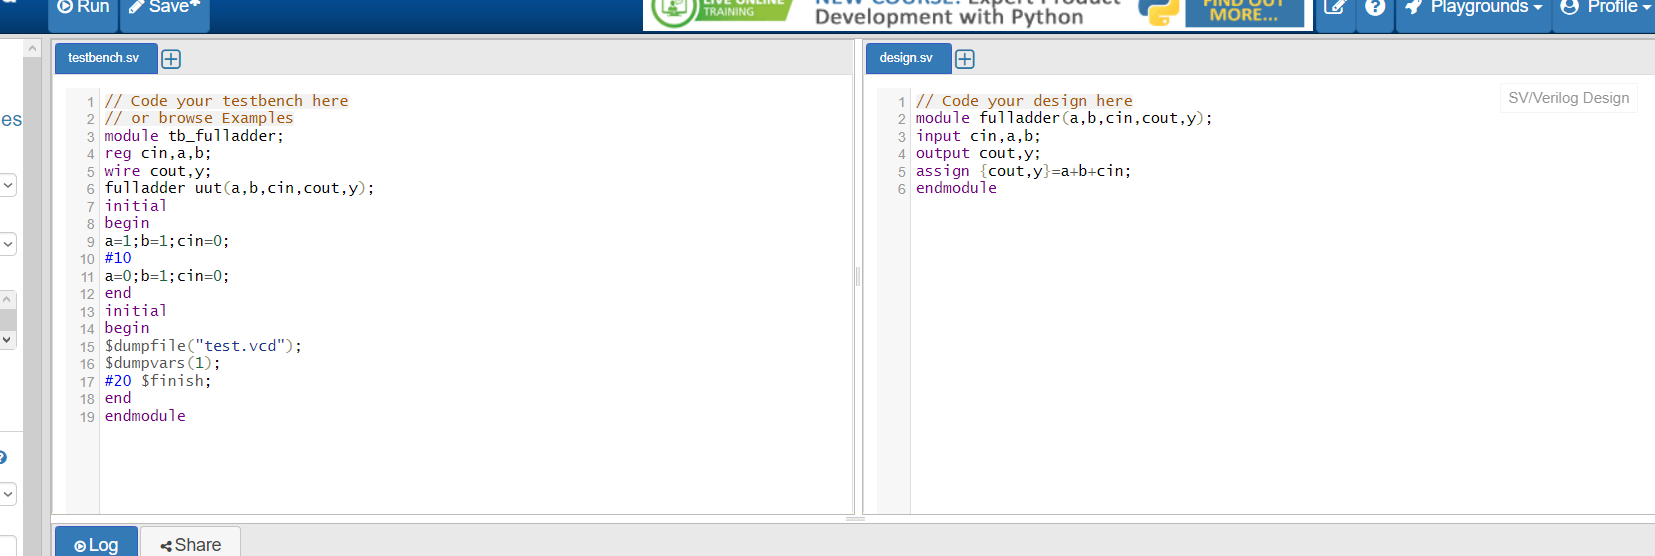 Run
Save*
LIVE ONLINE
TRAINING
NEW COURSE: Expert Product
Development with Python
FIND OUT
MORE...
Playgrounds
Profile
es
testbench.sv
1 // Code your testbench here
2 // or browse Examples
3 module tb_fulladder;
4 reg cin,a,b;
5 wire cout,y;
6 fulladder uut(a,b,cin,cout,y);
7 initial
8 begin
9 a=1;b=1;cin=0;
10 #10
11 a=0;b=1;cin=0;
12 end
13 initial
14 begin
15 $dumpfile("test.vcd");
16 $dumpvars(1);
17 #20 $finish;
18 end
19 endmodule
design.sv
SV/Verilog Design
1 // Code your design here
2 module fulladder(a,b,cin,cout,y);
3 input cin,a,b;
4 output cout,y;
5 assign {cout,y}=a+b+cin;
6 endmodule
Log
Share